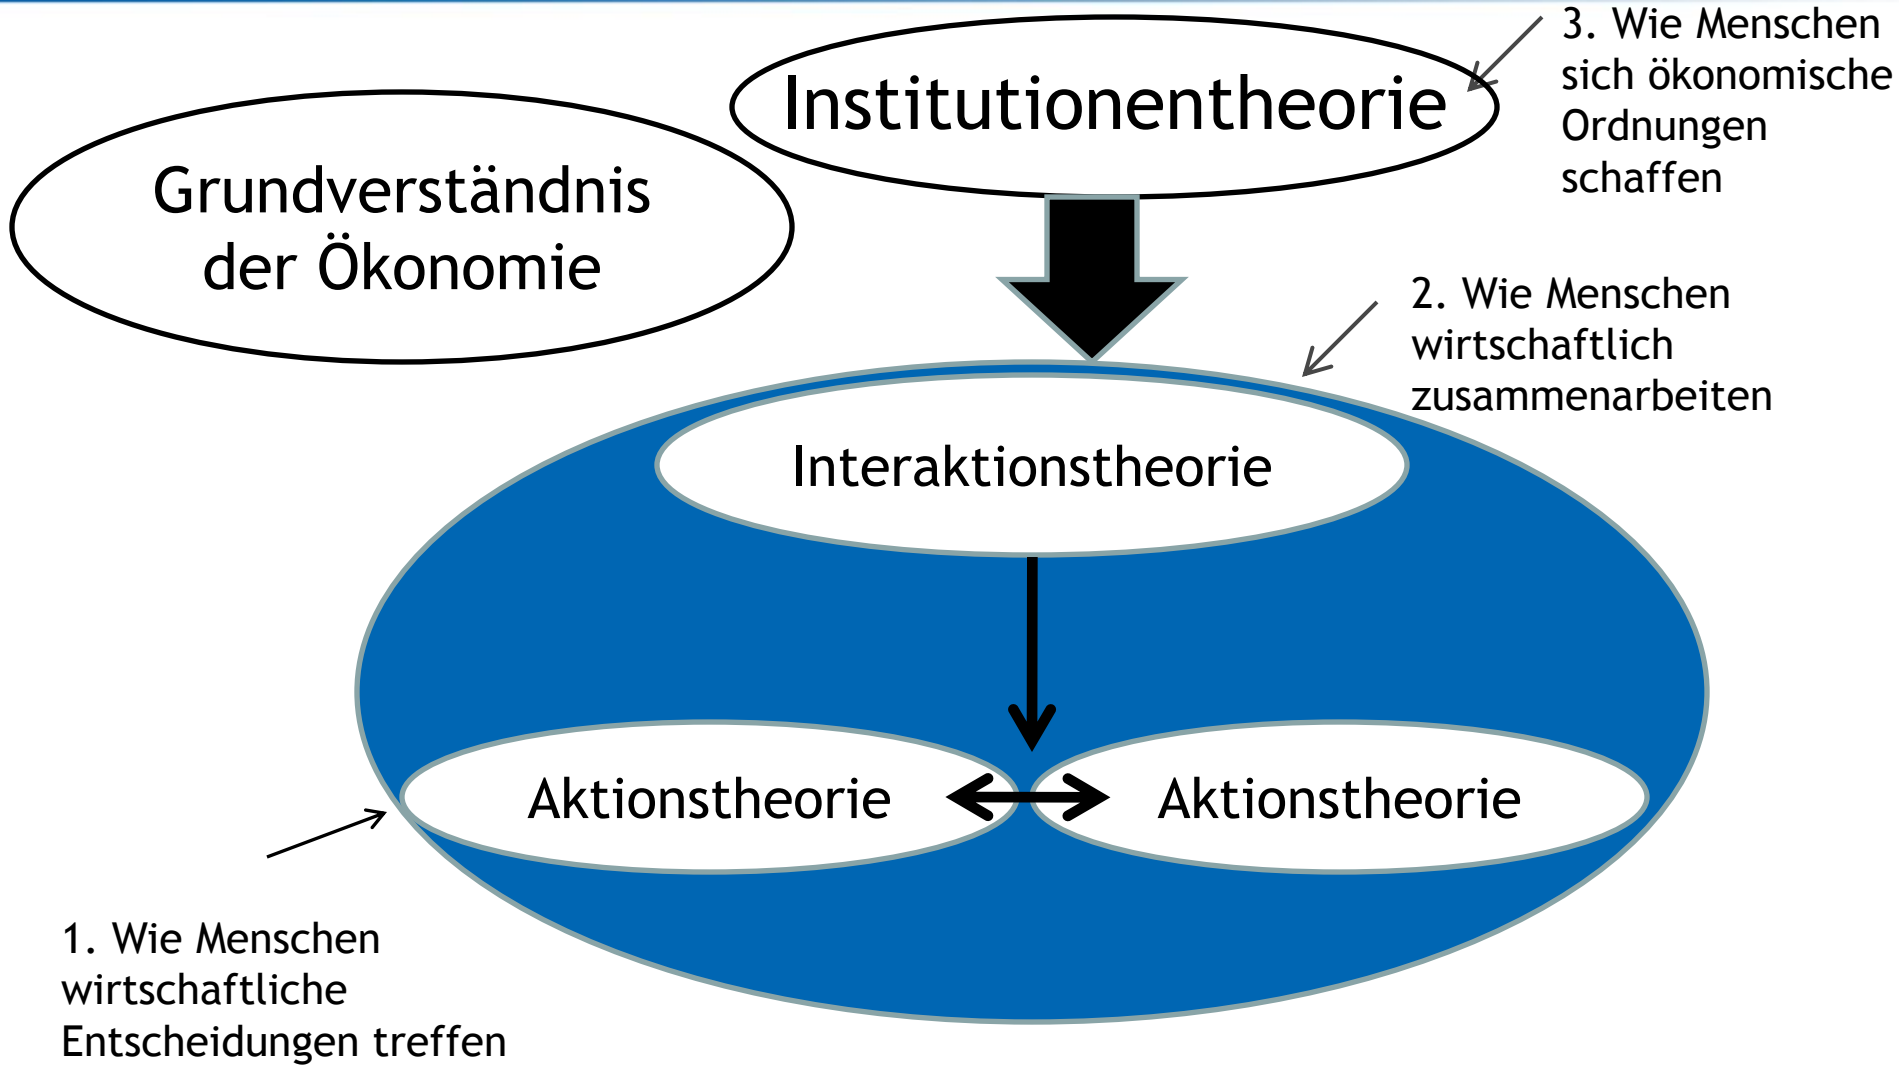 3. Wie Menschen
sich ökonomische
Ordnungen
schaffen
Institutionentheorie
Grundverständnis
der Ökonomie
2. Wie Menschen
wirtschaftlich
zusammenarbeiten
Interaktionstheorie
Aktionstheorie
Aktionstheorie
1. Wie Menschen
wirtschaftliche
Entscheidungen treffen